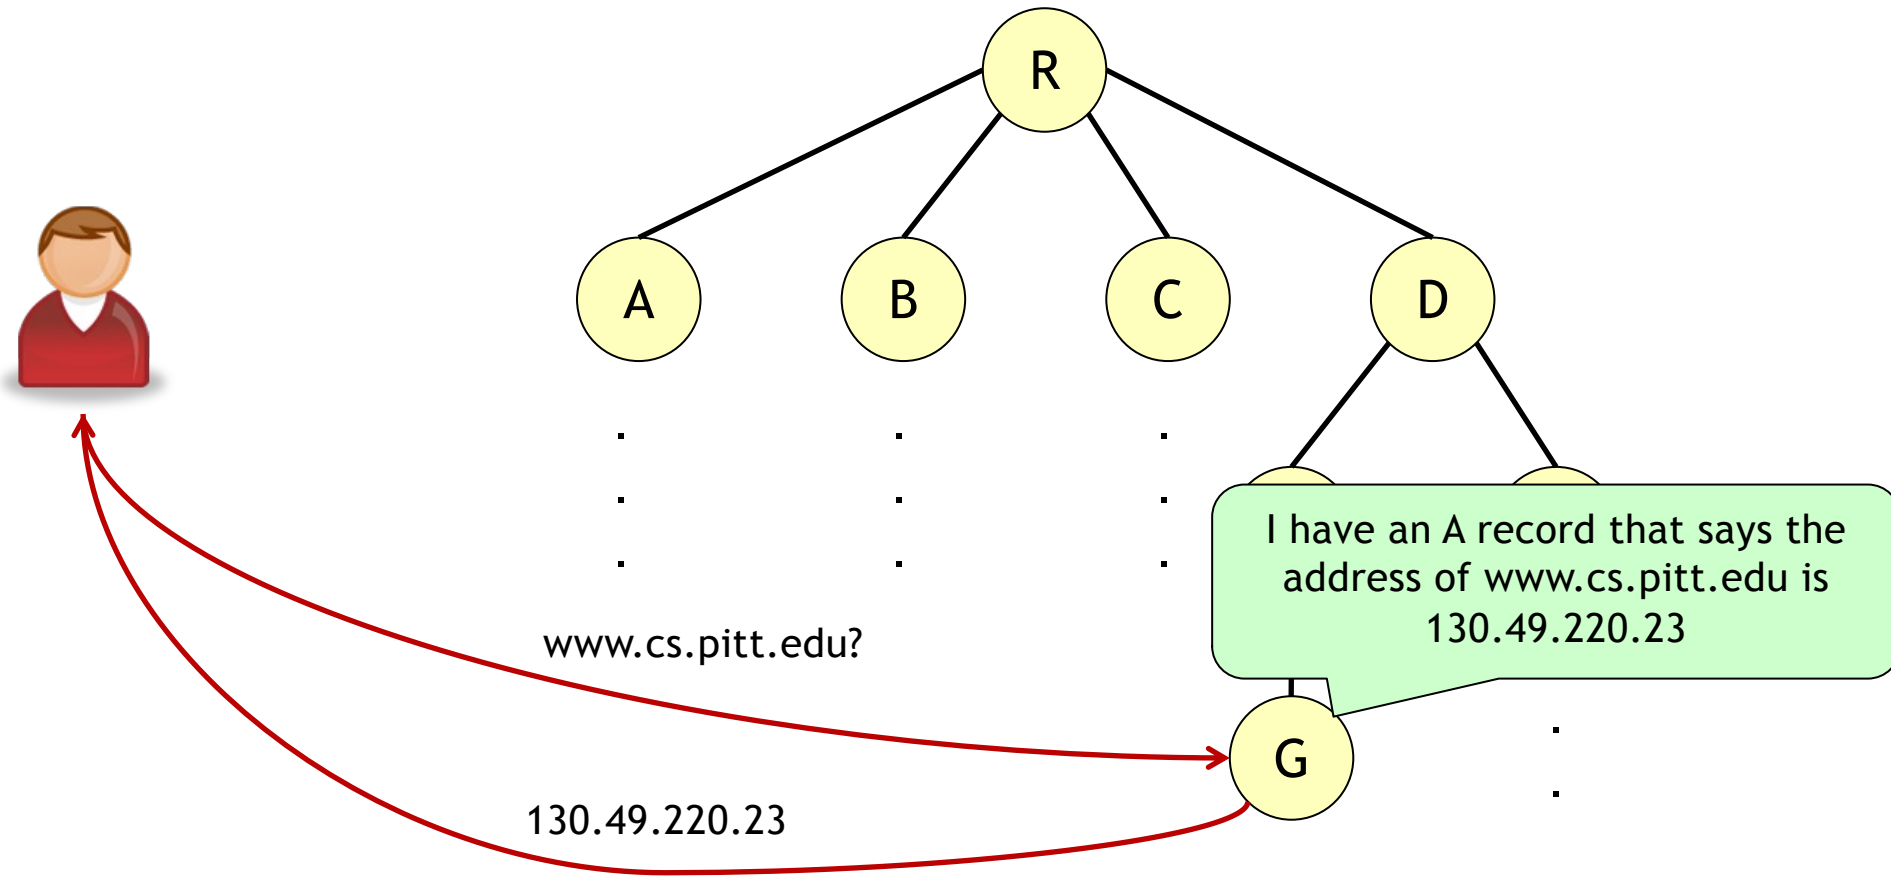 R
A
B
C
D
I have an A record that says the
address of www.cs.pitt.edu is
130.49.220.23
www.cs.pitt.edu?
G
130.49.220.23